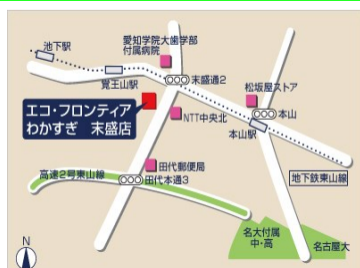 池下駅
愛知学院大歯学部
付属病院
覚王山駅
末盛通2
松坂屋ストア
エコ・フロンティア
わかすぎ 末盛店
NTT中央北
本山
本山駅
田代郵便局
高速2号東山線
田代本通3
地下鉄東山線
名大付属
中・高
名古屋大
N